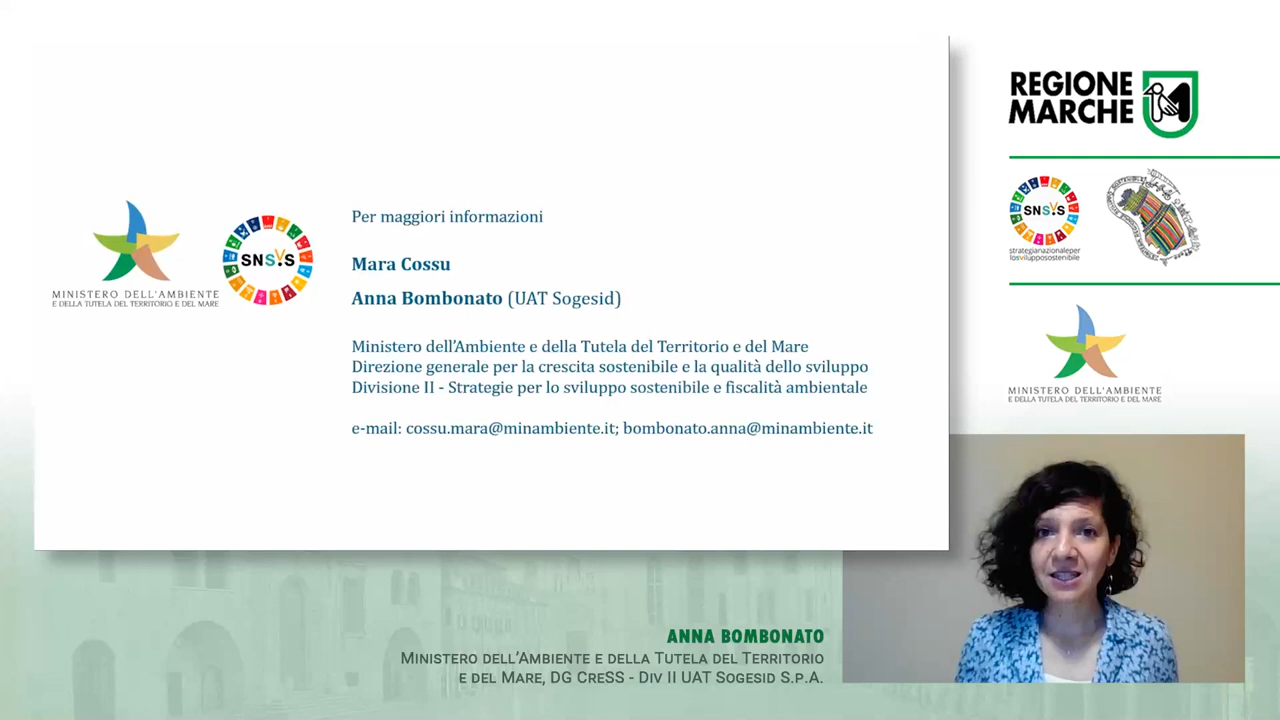 Per maggiori informazioni
Mara Cossu
Anna Bombonato (UAT Sogesid)
Ministero dell'Ambiente e della Tutela del Territorio e del Mare
Direzione generale per la crescita sostenibile e la qualità dello sviluppo
Divisione II - Strategie per lo sviluppo sostenibile e fiscalità ambientale
e-mail: cossu.mara@minambiente.it; bombonato.anna@minambiente.it
MINISTERO DELL'AMBIENTE
E DELLA TUTELA DEL TERRITORIO E DEL MARE
SNSVS
REGIONE
MARCHE
SNSVS
strategianazionaleper
losvilupposostenibile
MINISTERO DELL'AMBIENTE
E DELLA TUTELA DEL TERRITORIO E DEL MARE
ANNA BOMBONATO
MINISTERO DELL'AMBIENTE E DELLA TUTELA DEL TERRITORIO
E DEL MARE, DG CRESS - DIV II UAT SOGESID S.P.A.